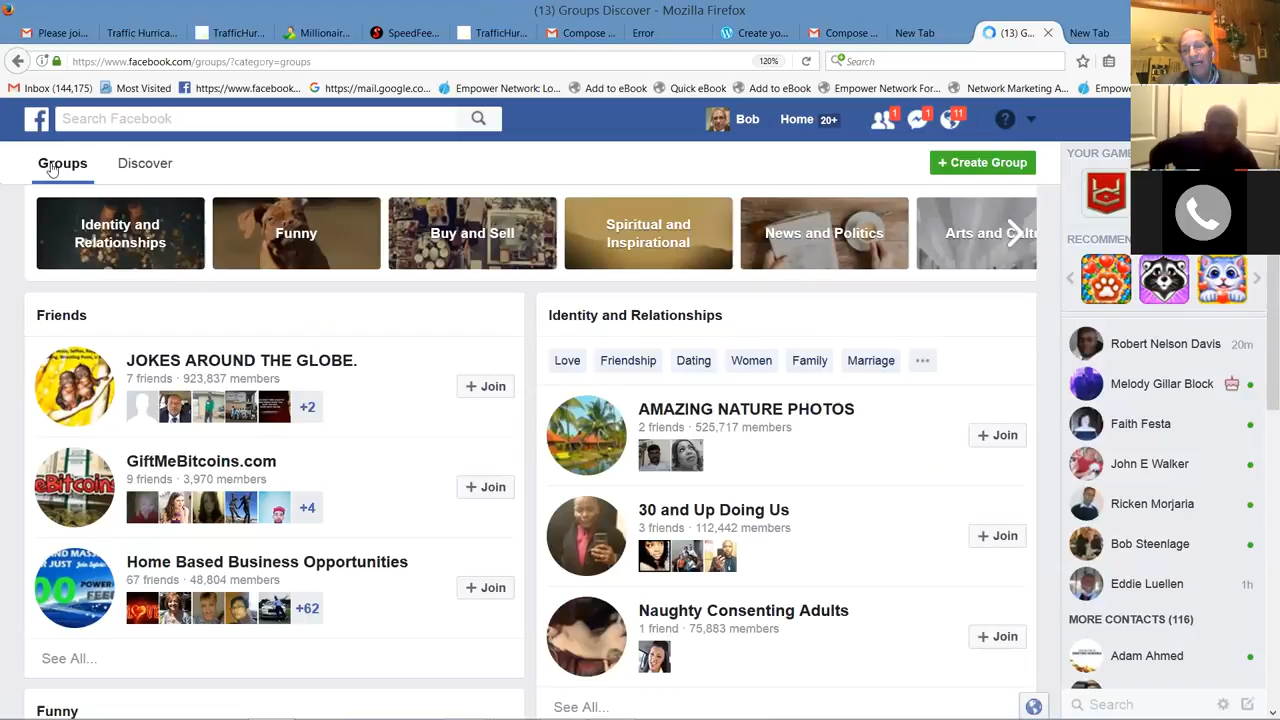 (13) Groups Discover - Mozilla Firefox
Please joi...
Traffic Hurrica...
TrafficHur...
Millionair...
SpeedFee...
TrafficHur...
Compose ...
Error
Create yo...
Compose ...
New Tab
(13) G...
New Tab
https://www.facebook.com/groups/?category=groups
120%
Search
Inbox (144,175)
Most Visited
https://www.facebook...
https://mail.google.co...
Empower Network: Lo...
Add to eBook
Quick eBook
Add to eBook
Empower Network For...
Network Marketing A...
Empowe
Search Facebook
Bob
Home 20+
1
1
11
Groups
Discover
+ Create Group
Identity and
Relationships
Funny
Buy and Sell
Spiritual and
Inspirational
News and Politics
Arts and Cultu
Friends
JOKES AROUND THE GLOBE.
7 friends · 923,837 members
+2
+ Join
GiftMeBitcoins.com
9 friends · 3,970 members
+4
+ Join
Home Based Business Opportunities
67 friends · 48,804 members
+62
+ Join
See All...
Funny
Identity and Relationships
Love
Friendship
Dating
Women
Family
Marriage
AMAZING NATURE PHOTOS
2 friends · 525,717 members
+ Join
30 and Up Doing Us
3 friends · 112,442 members
+ Join
Naughty Consenting Adults
1 friend · 75,883 members
+ Join
See All...
YOUR GAME
RECOMMEN
Robert Nelson Davis 20m
Melody Gillar Block
Faith Festa
John E Walker
Ricken Morjaria
Bob Steenlage
Eddie Luellen 1h
MORE CONTACTS (116)
Adam Ahmed
Search